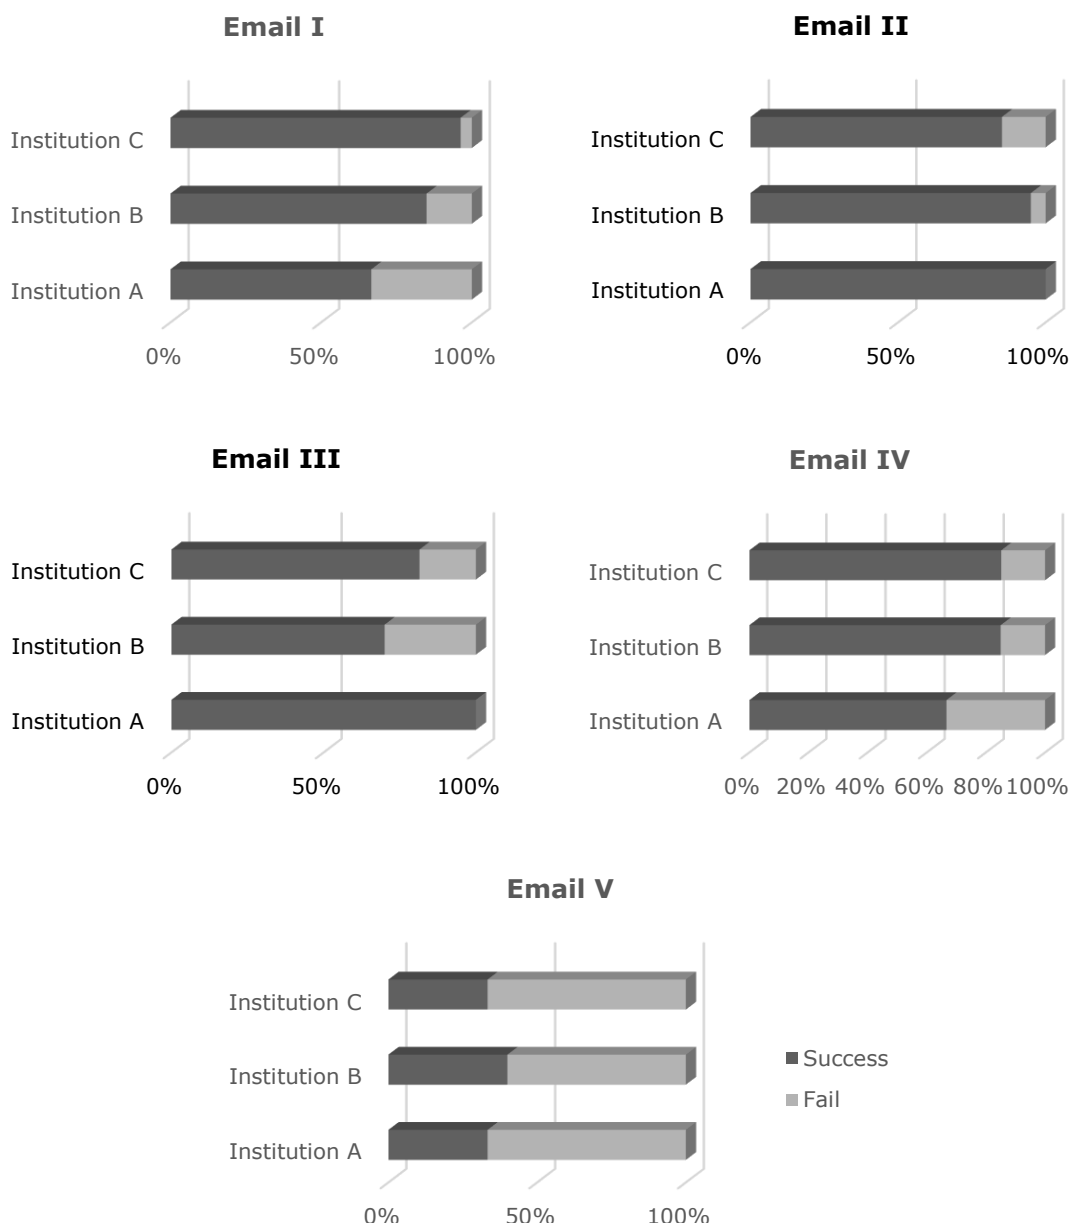 Email I
Institution C
Institution B
Institution A
0% 50% 100%
Email II
Institution C
Institution B
Institution A
0% 50% 100%
Email III
Institution C
Institution B
Institution A
0% 50% 100%
Email IV
Institution C
Institution B
Institution A
0% 20% 40% 60% 80% 100%
Email V
Institution C
Institution B
Institution A
0% 50% 100%
Success
Fail